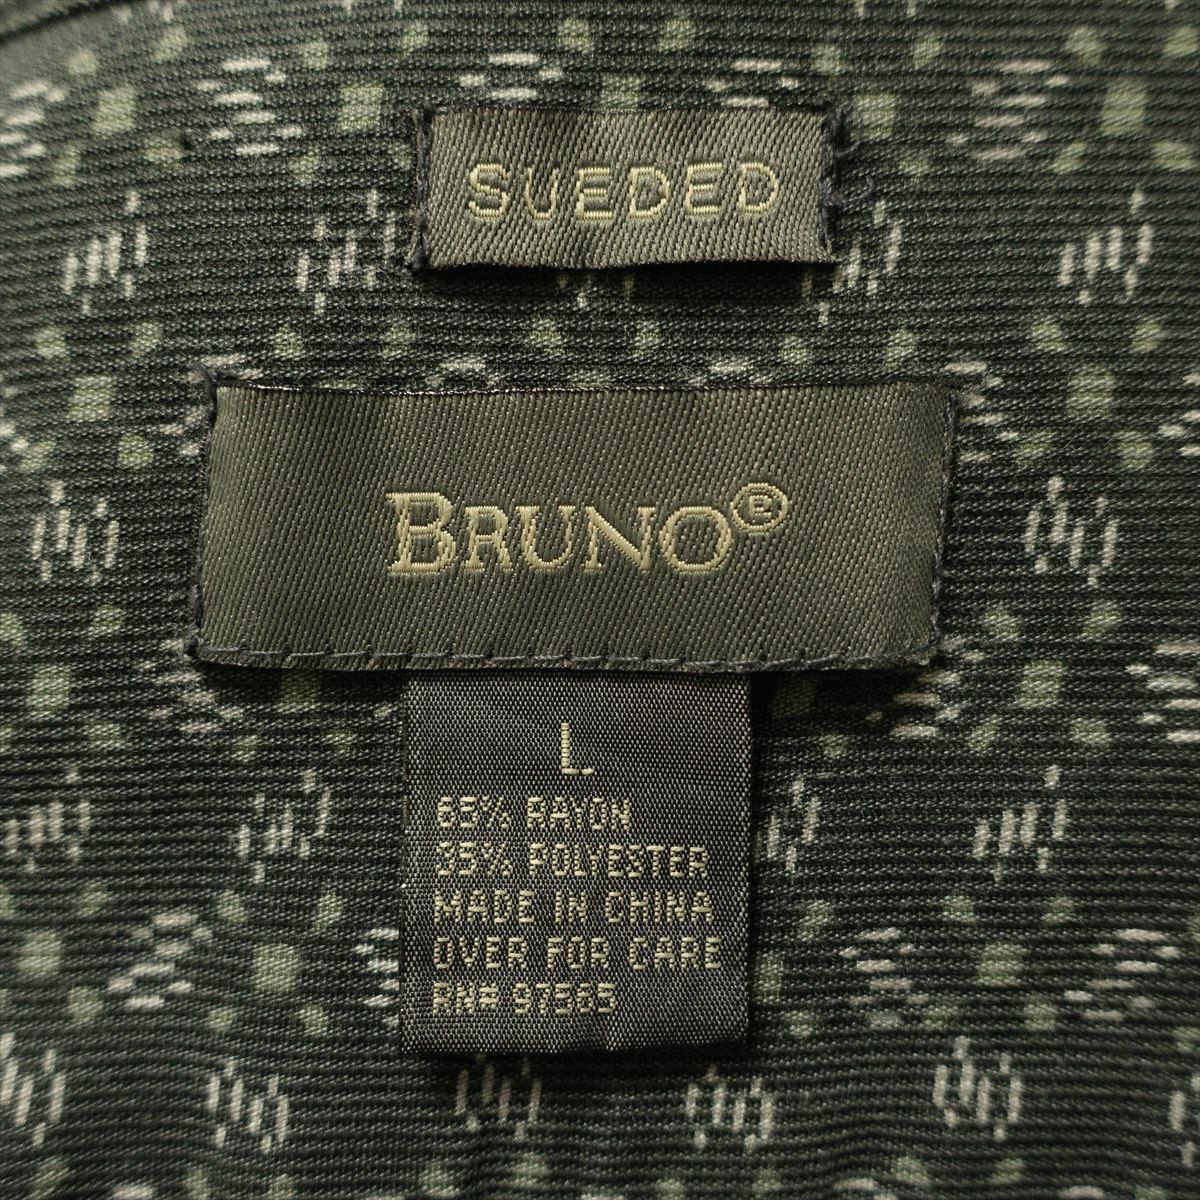 SUEDED
BRUNO®
L
65% RAYON
35% POLYESTER
MADE IN CHINA
OVER FOR CARE
RN# 97565